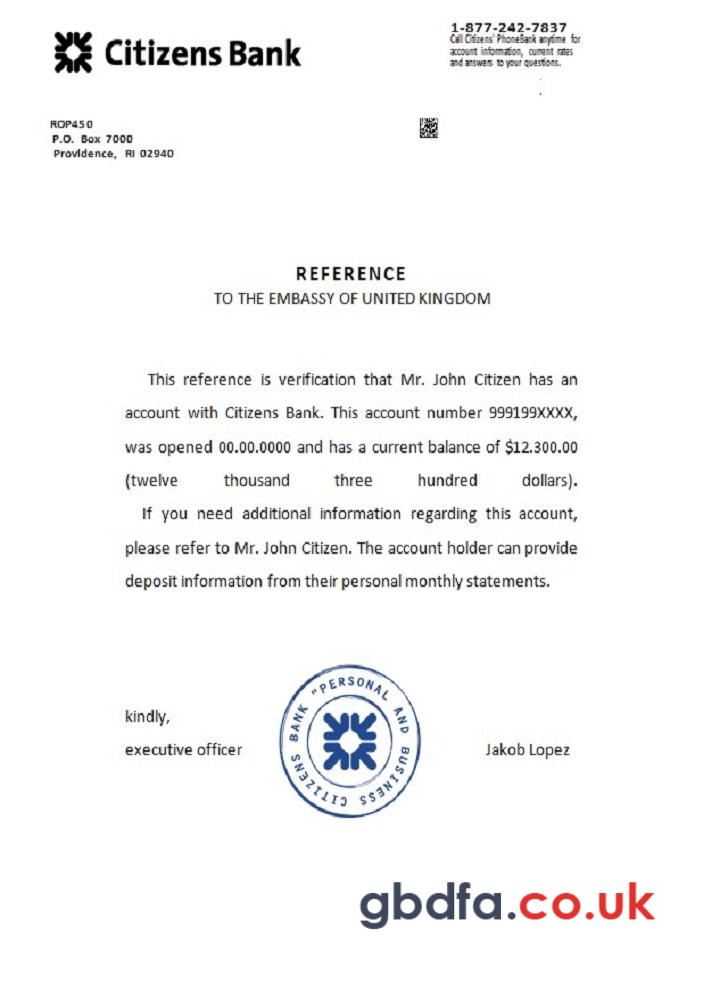 Citizens Bank
1-877-242-7837
Call Citizens' PhoneBank anytime for
account information, current rates
and answers to your questions.
ROP450
P.O. Box 7000
Providence, RI 02940
REFERENCE
TO THE EMBASSY OF UNITED KINGDOM
This reference is verification that Mr. John Citizen has an
account with Citizens Bank. This account number 999199XXXX,
was opened 00.00.0000 and has a current balance of $12.300.00
(twelve thousand three hundred dollars).
If you need additional information regarding this account,
please refer to Mr. John Citizen. The account holder can provide
deposit information from their personal monthly statements.
kindly,
executive officer
CITIZENS BANK "PERSONAL AND BUSINESS
Jakob Lopez
gbdfa.co.uk